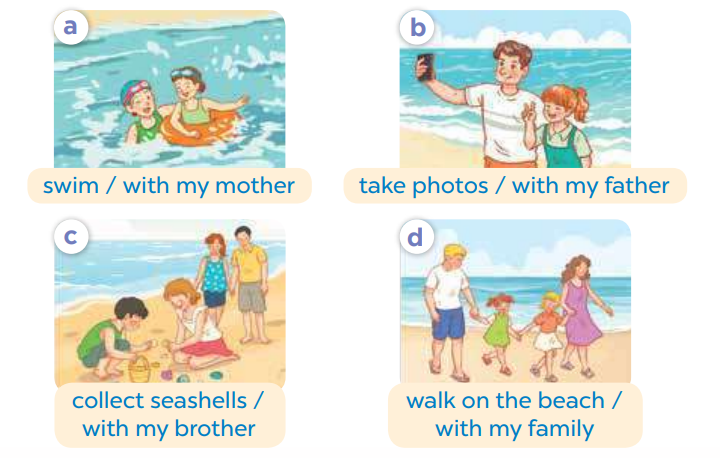 a
swim / with my mother
b
take photos / with my father
c
collect seashells /
with my brother
d
walk on the beach /
with my family